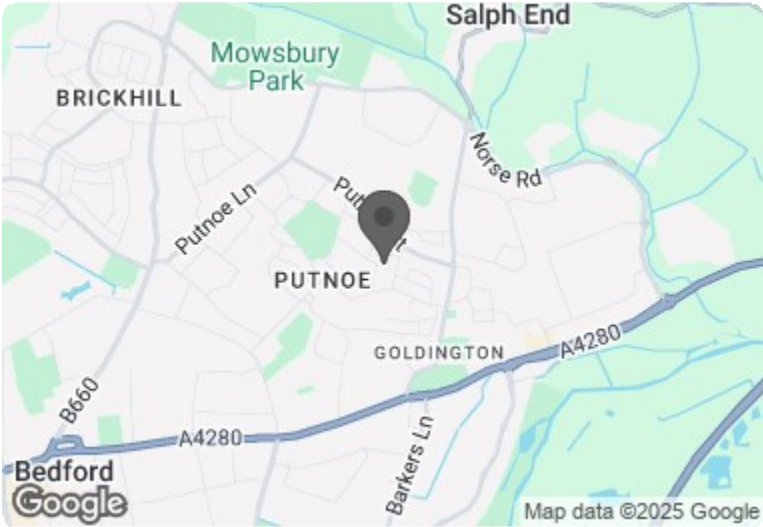 Salph End
Mowsbury
Park
BRICKHILL
Norse Rd
Putnoe Ln
PUTNOE
GOLDINGTON
A4280
B660
A4280
Barkers Ln
Bedford
Google
Map data ©2025 Google